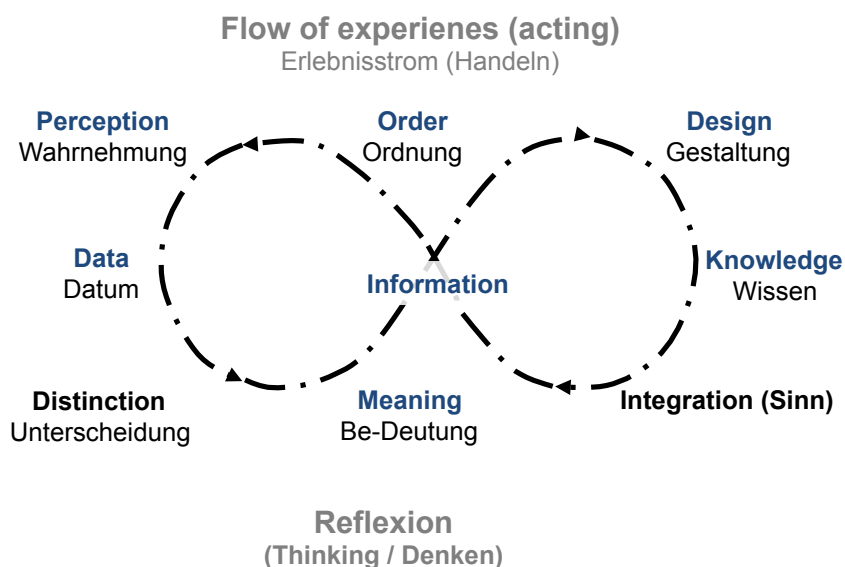 Flow of experienes (acting)
Erlebnisstrom (Handeln)
Perception
Wahrnehmung
Order
Ordnung
Design
Gestaltung
Data
Datum
Information
Knowledge
Wissen
Distinction
Unterscheidung
Meaning
Be-Deutung
Integration (Sinn)
Reflexion
(Thinking / Denken)